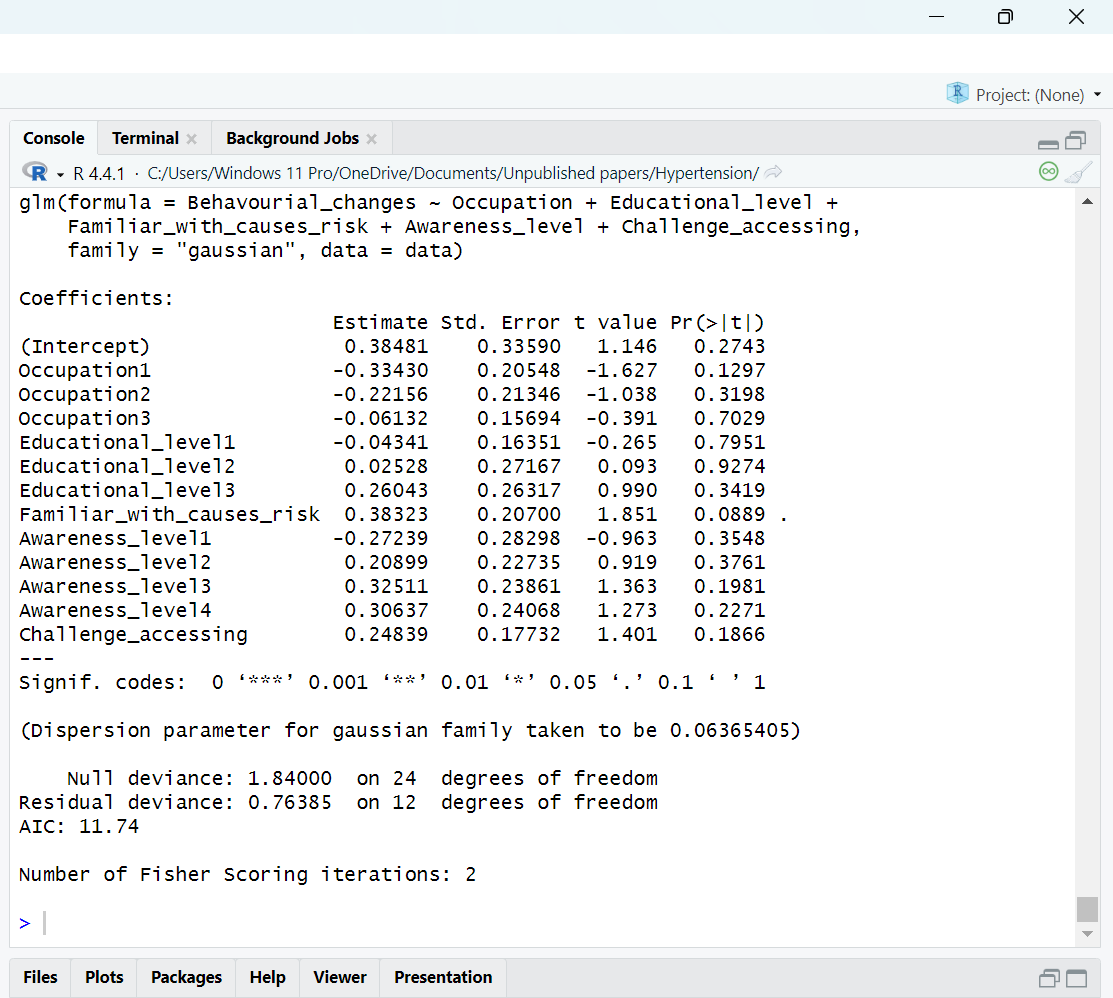 Project: (None)
Console Terminal Background Jobs
R R 4.4.1 · C:/Users/Windows 11 Pro/OneDrive/Documents/Unpublished papers/Hypertension/
glm(formula = Behavourial_changes ~ Occupation + Educational_level +
    Familiar_with_causes_risk + Awareness_level + Challenge_accessing,
    family = "gaussian", data = data)

Coefficients:
                          Estimate Std. Error t value Pr(>|t|)
(Intercept)                0.38481    0.33590   1.146   0.2743
Occupation1               -0.33430    0.20548  -1.627   0.1297
Occupation2               -0.22156    0.21346  -1.038   0.3198
Occupation3               -0.06132    0.15694  -0.391   0.7029
Educational_level1        -0.04341    0.16351  -0.265   0.7951
Educational_level2         0.02528    0.27167   0.093   0.9274
Educational_level3         0.26043    0.26317   0.990   0.3419
Familiar_with_causes_risk  0.38323    0.20700   1.851   0.0889 .
Awareness_level1          -0.27239    0.28298  -0.963   0.3548
Awareness_level2           0.20899    0.22735   0.919   0.3761
Awareness_level3           0.32511    0.23861   1.363   0.1981
Awareness_level4           0.30637    0.24068   1.273   0.2271
Challenge_accessing        0.24839    0.17732   1.401   0.1866
---
Signif. codes:  0 ‘***’ 0.001 ‘**’ 0.01 ‘*’ 0.05 ‘.’ 0.1 ‘ ’ 1

(Dispersion parameter for gaussian family taken to be 0.06365405)

    Null deviance: 1.84000  on 24  degrees of freedom
Residual deviance: 0.76385  on 12  degrees of freedom
AIC: 11.74

Number of Fisher Scoring iterations: 2

>
Files Plots Packages Help Viewer Presentation